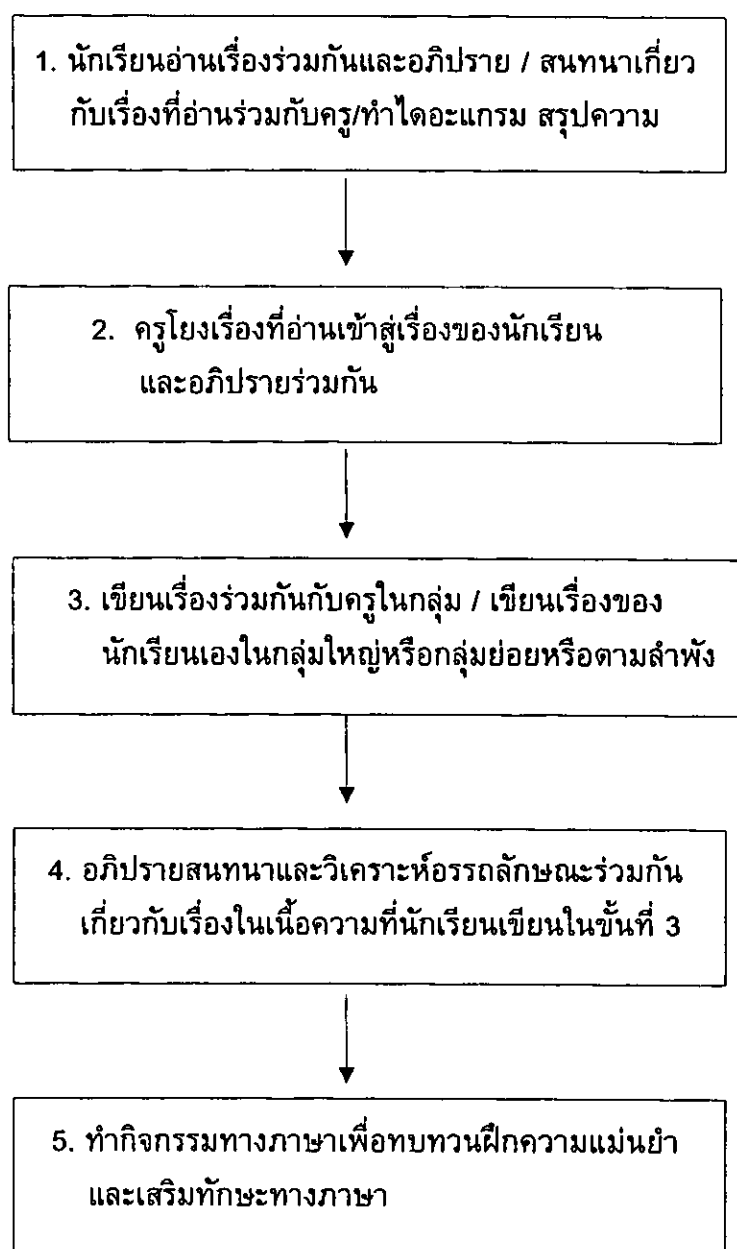 1. นักเรียนอ่านเรื่องร่วมกันและอภิปราย / สนทนาเกี่ยว
กับเรื่องที่อ่านร่วมกับครู/ทำไดอะแกรม สรุปความ
2. ครูโยงเรื่องที่อ่านเข้าสู่เรื่องของนักเรียน
และอภิปรายร่วมกัน
3. เขียนเรื่องร่วมกันกับครูในกลุ่ม / เขียนเรื่องของ
นักเรียนเองในกลุ่มใหญ่หรือกลุ่มย่อยหรือตามลำพัง
4. อภิปรายสนทนาและวิเคราะห์อรรถลักษณะร่วมกัน
เกี่ยวกับเรื่องในเนื้อความที่นักเรียนเขียนในขั้นที่ 3
5. ทำกิจกรรมทางภาษาเพื่อทบทวนฝึกความแม่นยำ
และเสริมทักษะทางภาษา